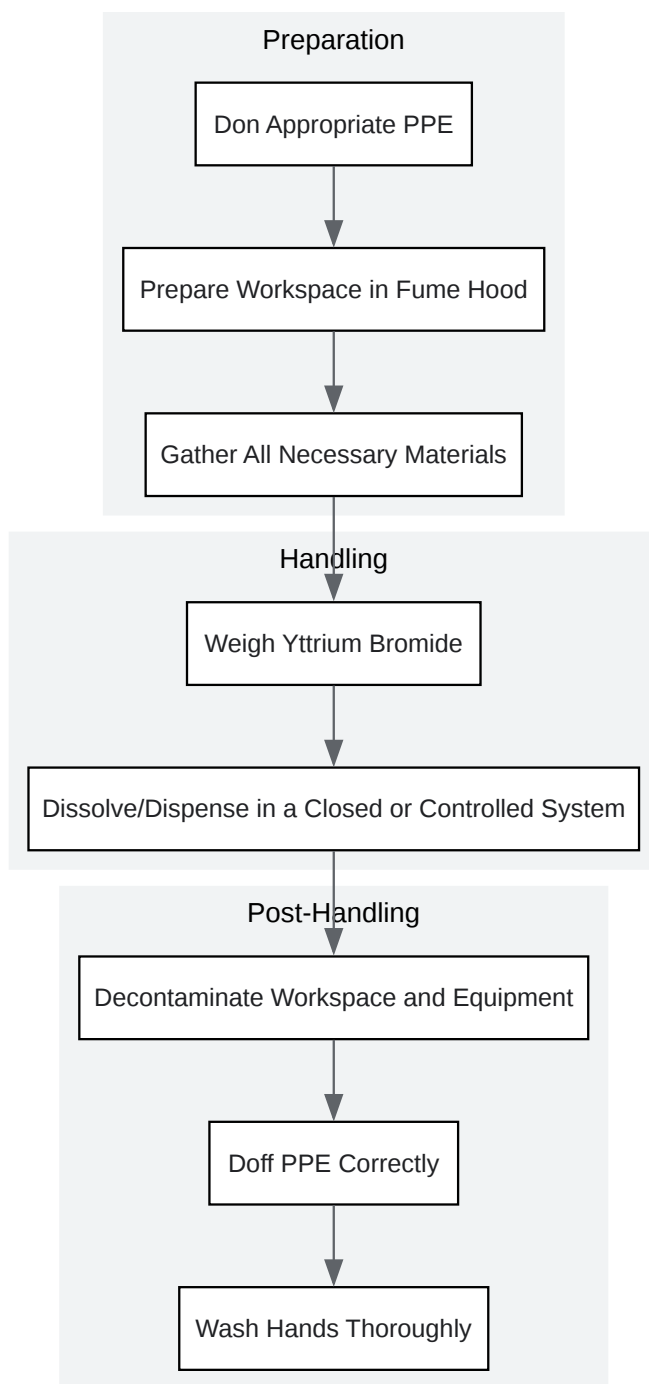 Preparation
Don Appropriate PPE
Prepare Workspace in Fume Hood
Gather All Necessary Materials
Handling
Weigh Yttrium Bromide
Dissolve/Dispense in a Closed or Controlled System
Post-Handling
Decontaminate Workspace and Equipment
Doff PPE Correctly
Wash Hands Thoroughly